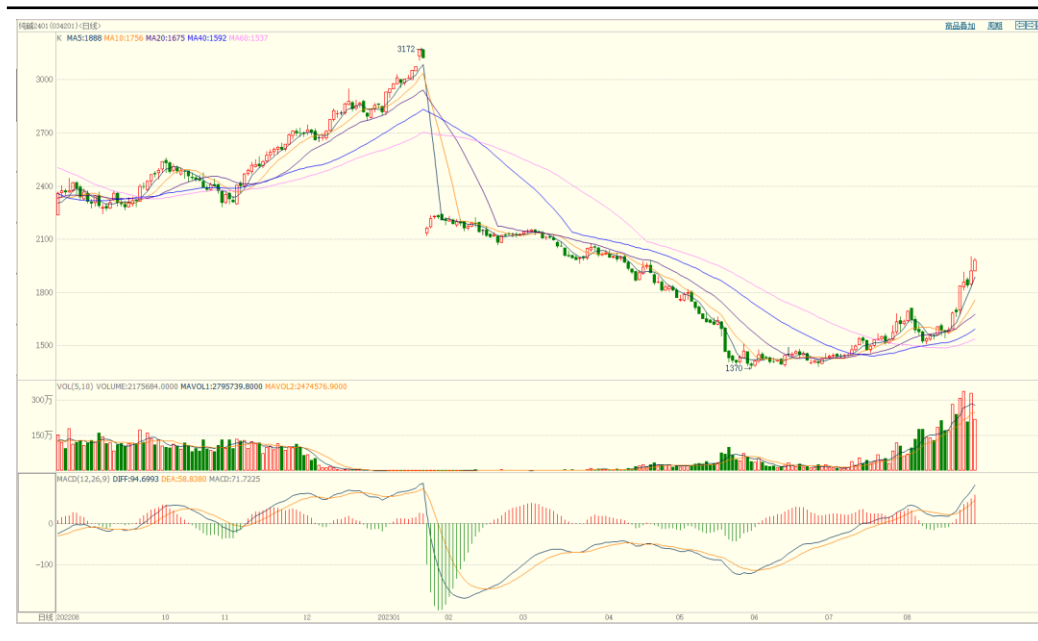 纯碱2401(034201)<日线> 商品叠加 周期
K MA5:1888 MA10:1756 MA20:1675 MA40:1592 MA60:1537
3172
3000
2700
2400
2100
1800
1500
1370
VOL(5,10) VOLUME:2175684.0000 MAVOL1:2795739.8000 MAVOL2:2474576.9000
300万
150万
MACD(12,26,9) DIFF:94.6993 DEA:58.8380 MACD:71.7225
0
-100
日线 202208 10 11 12 202301 02 03 04 05 06 07 08